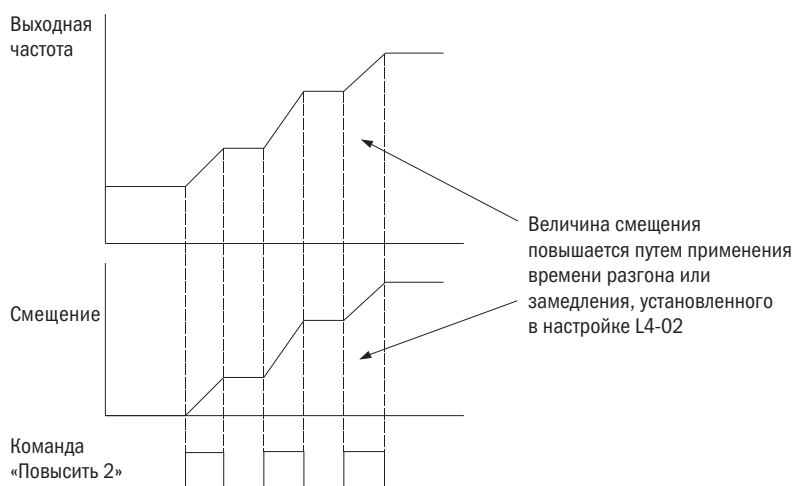 Выходная
частота
Величина смещения
повышается путем применения
времени разгона или
замедления, установленного
в настройке L4-02
Смещение
Команда
«Повысить 2»